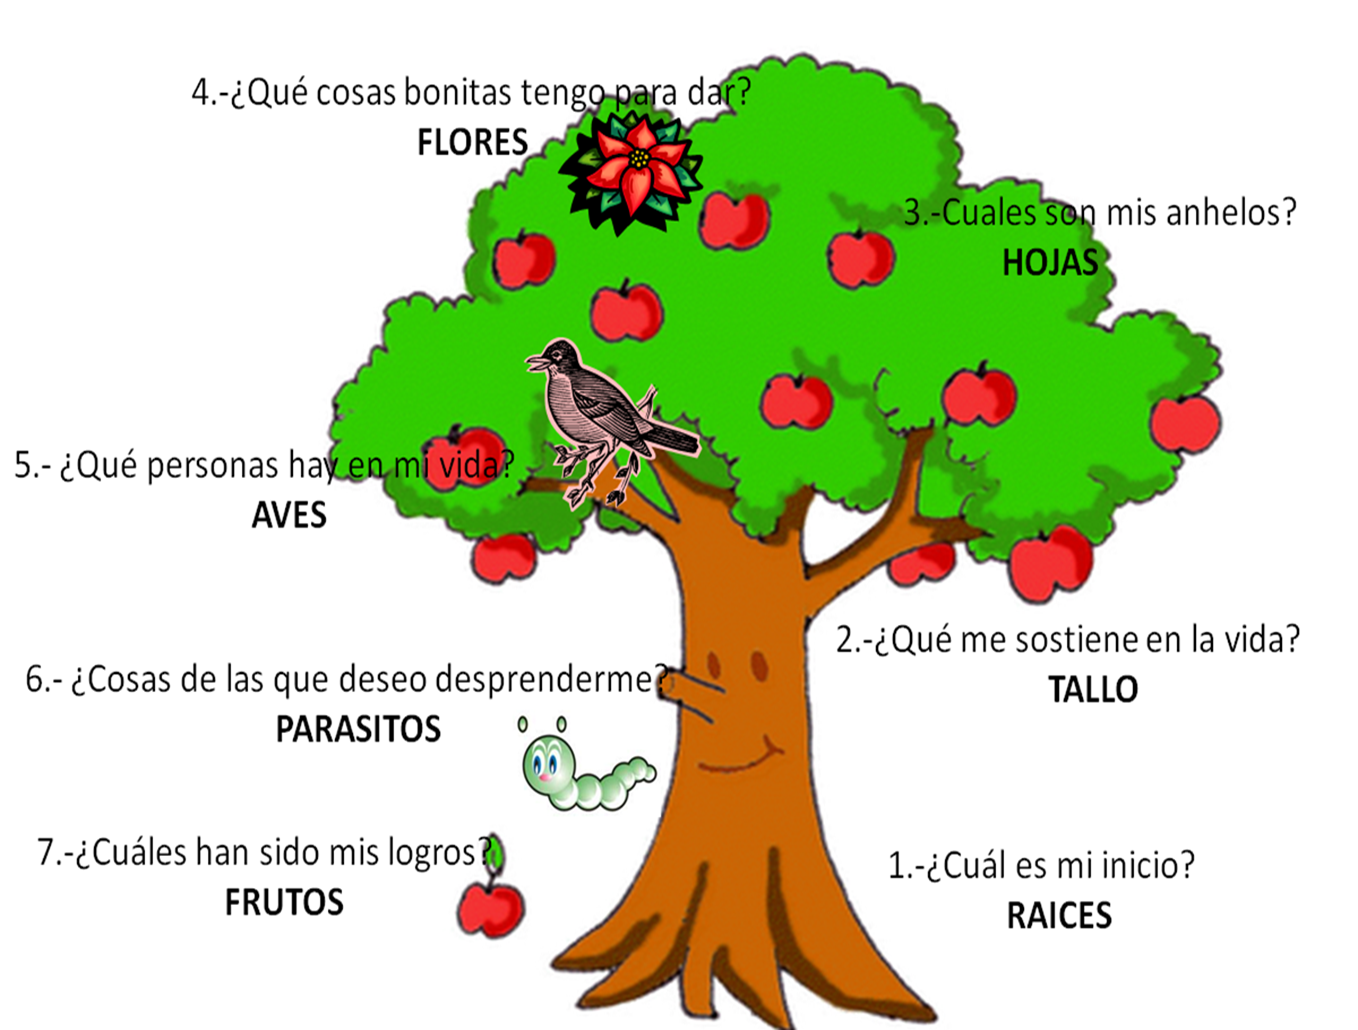 4.-¿Qué cosas bonitas tengo para dar?
FLORES
3.-Cuales son mis anhelos?
HOJAS
5.- ¿Qué personas hay en mi vida?
AVES
2.-¿Qué me sostiene en la vida?
TALLO
6.- ¿Cosas de las que deseo desprenderme?
PARASITOS
7.-¿Cuáles han sido mis logros?
FRUTOS
1.-¿Cuál es mi inicio?
RAICES